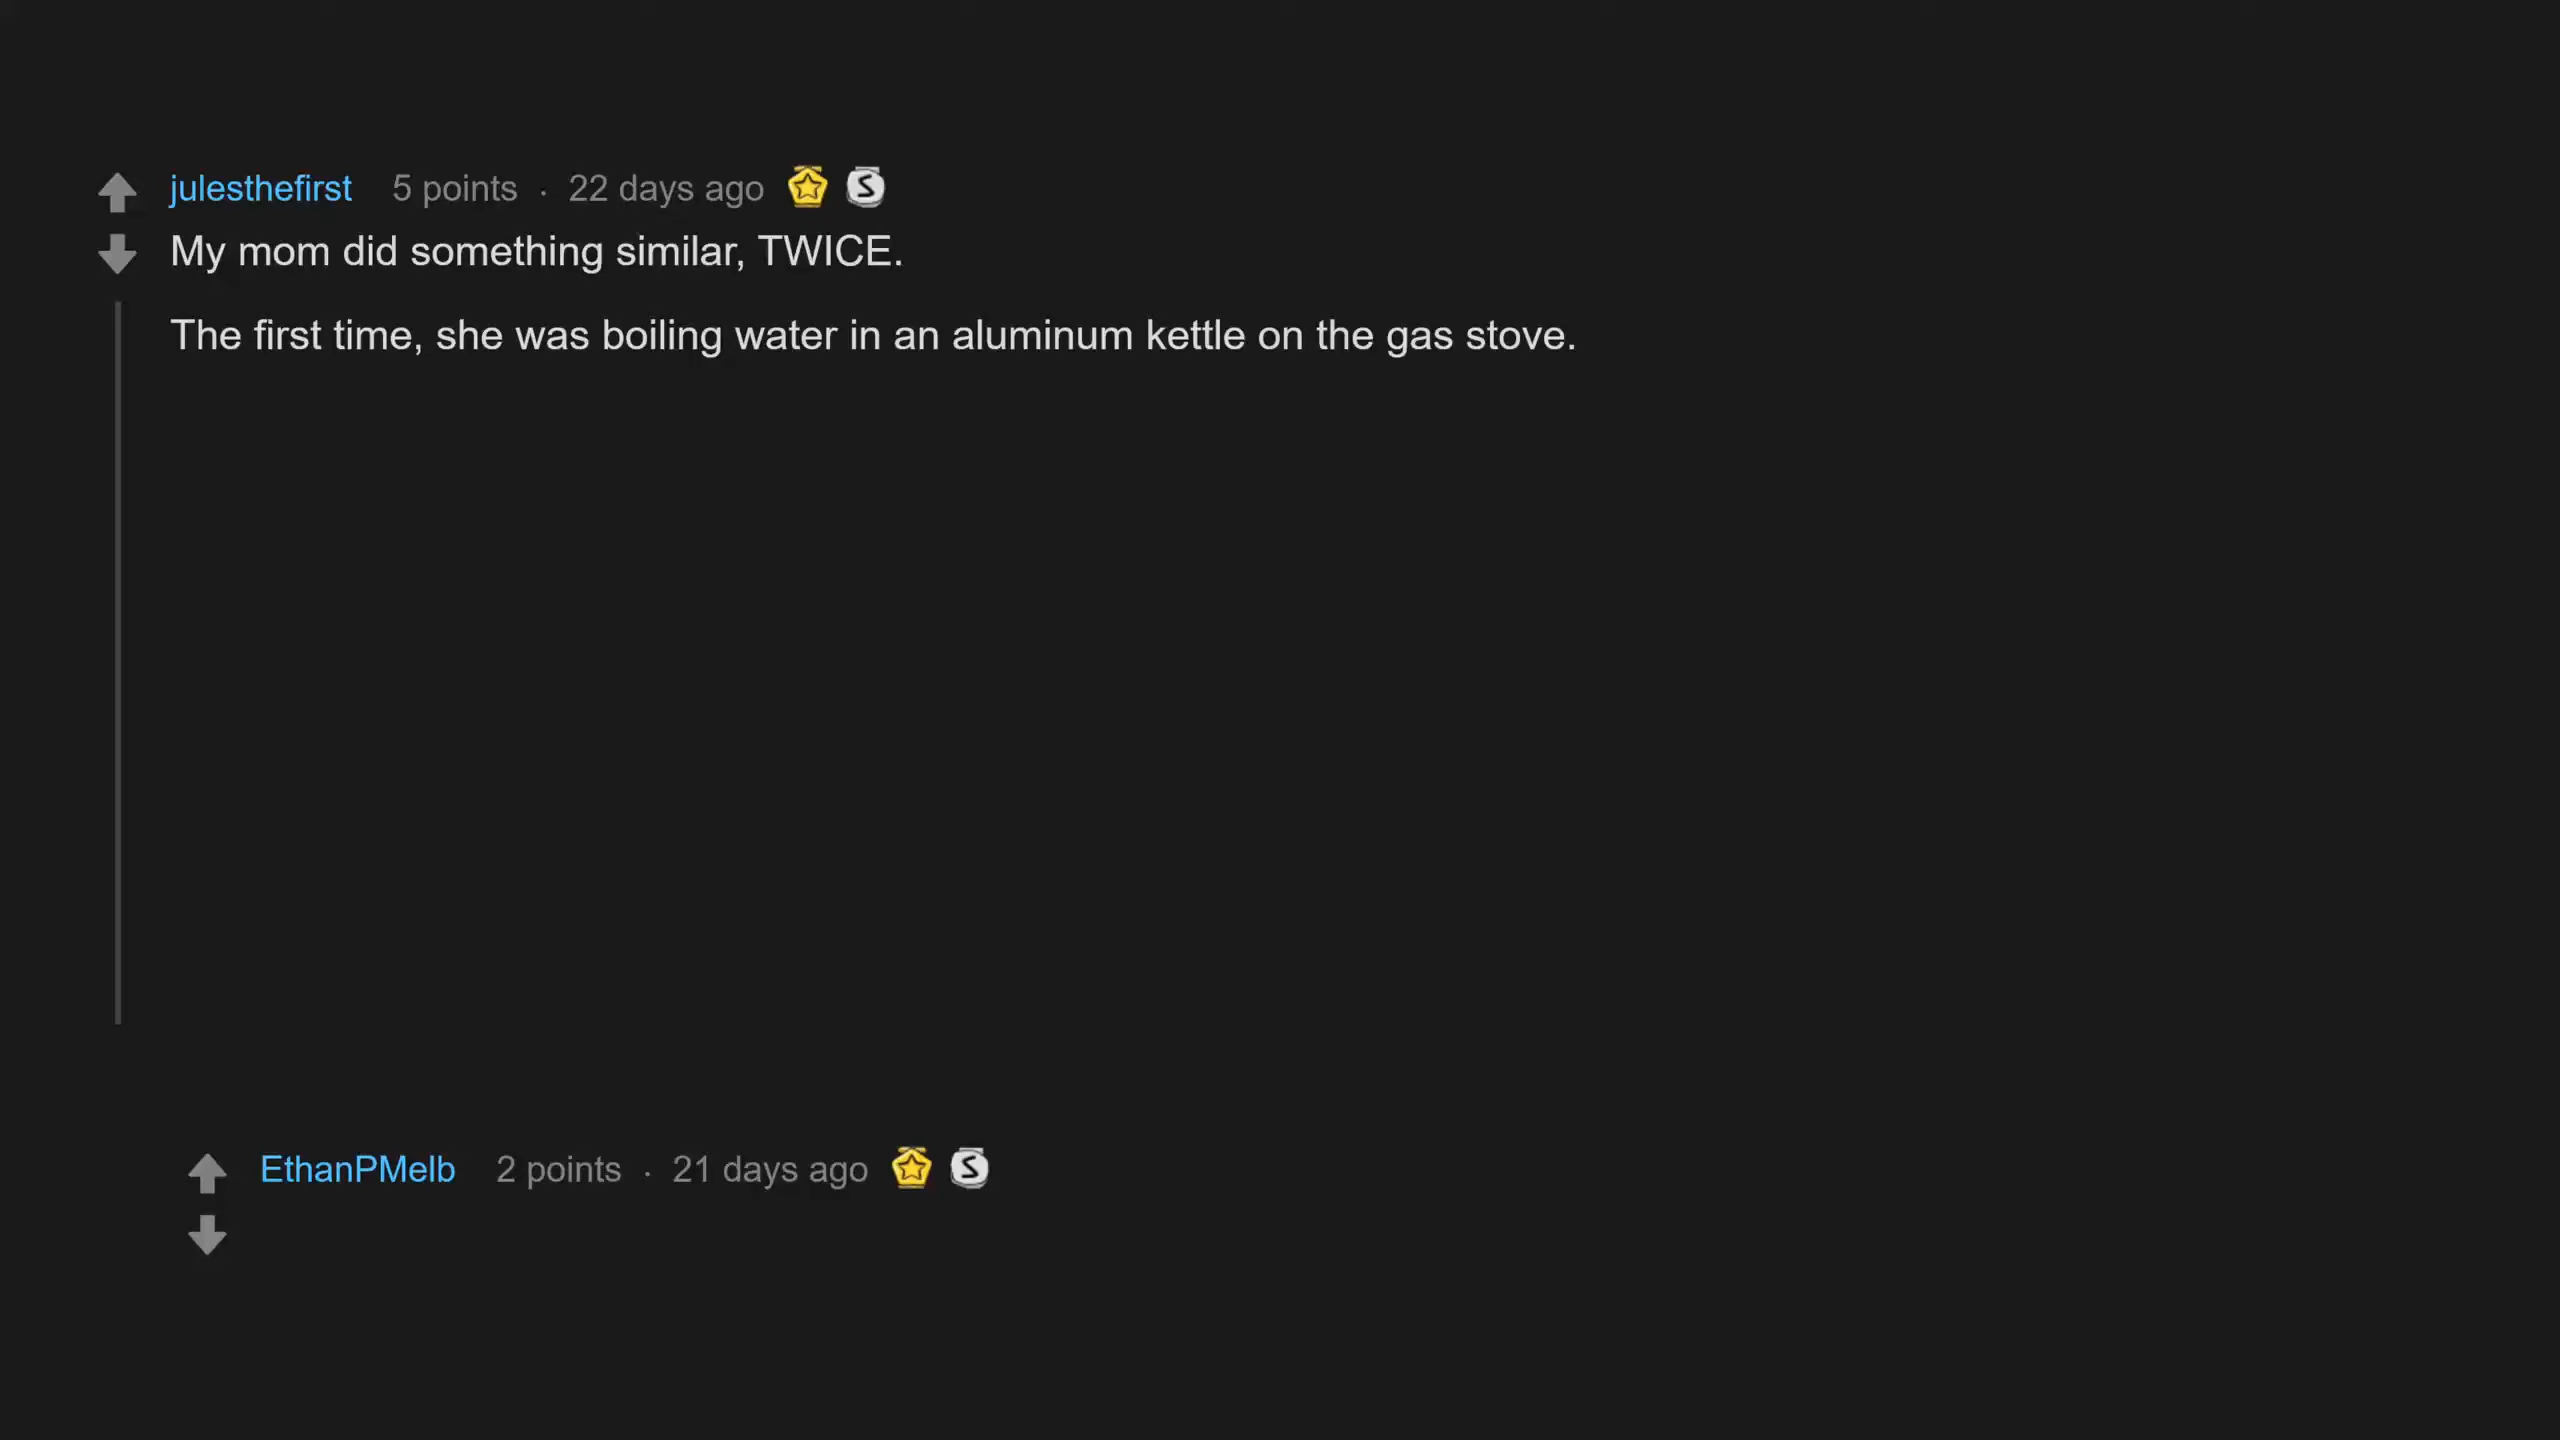 julesthefirst 5 points · 22 days ago S
My mom did something similar, TWICE.
The first time, she was boiling water in an aluminum kettle on the gas stove.
EthanPMelb 2 points · 21 days ago S